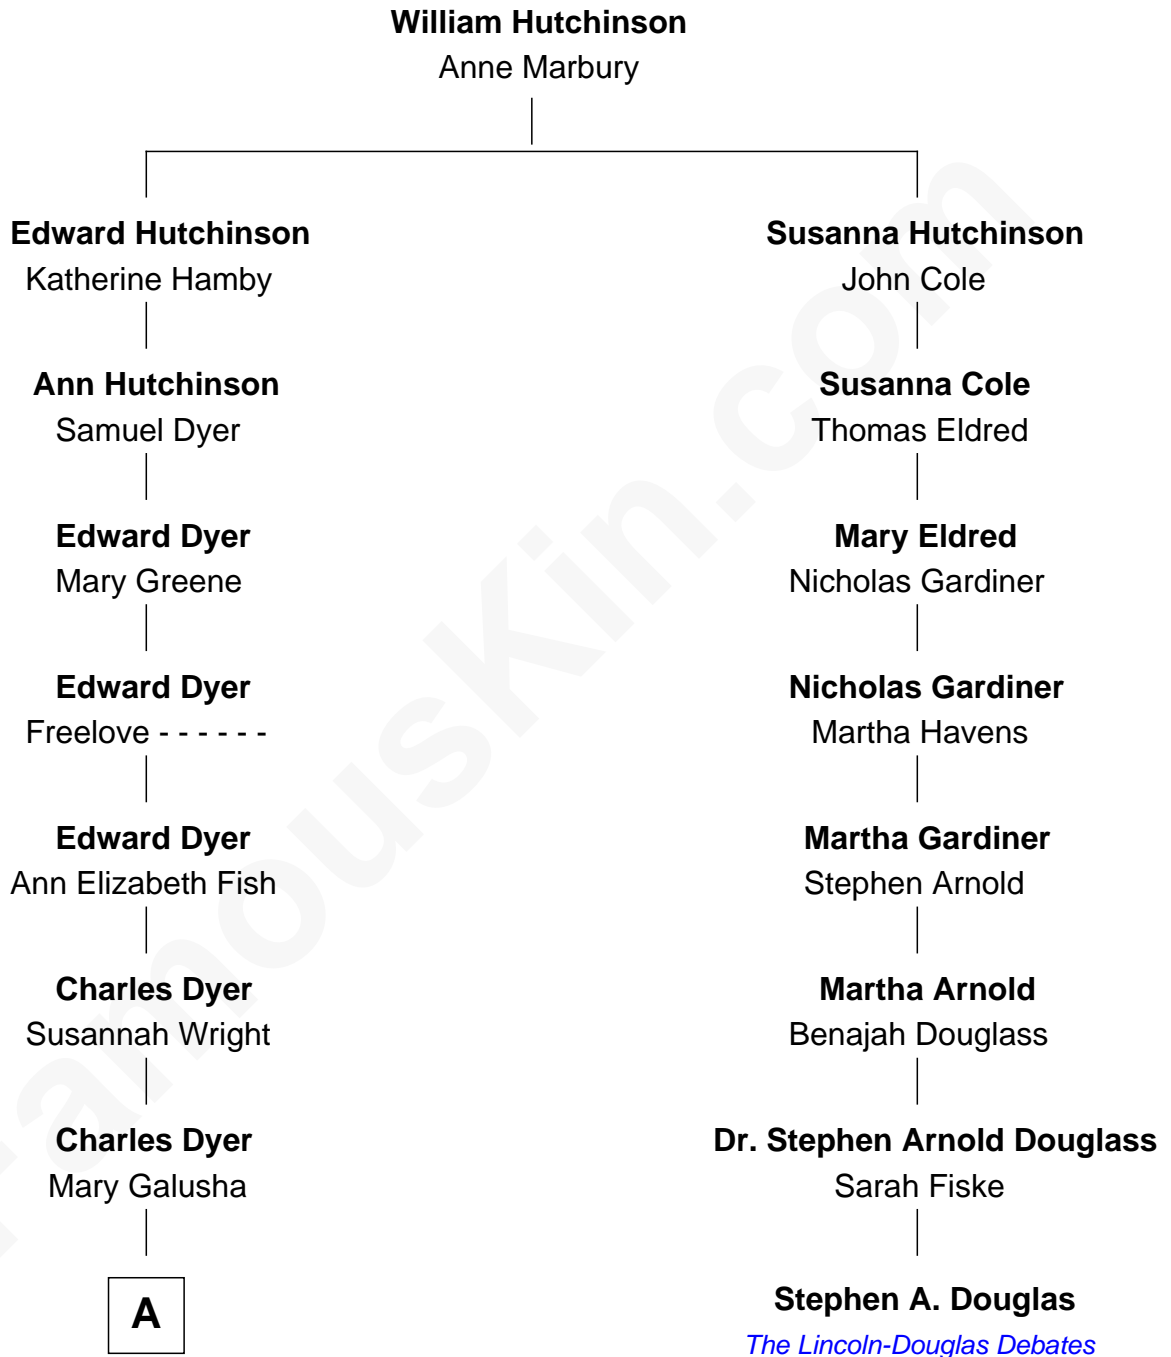 William Hutchinson
Anne Marbury
Edward Hutchinson
Katherine Hamby
Susanna Hutchinson
John Cole
Ann Hutchinson
Samuel Dyer
Susanna Cole
Thomas Eldred
Edward Dyer
Mary Greene
Mary Eldred
Nicholas Gardiner
Edward Dyer
Freelove - - - - - -
Nicholas Gardiner
Martha Havens
Edward Dyer
Ann Elizabeth Fish
Martha Gardiner
Stephen Arnold
Charles Dyer
Susannah Wright
Martha Arnold
Benajah Douglass
Charles Dyer
Mary Galusha
Dr. Stephen Arnold Douglass
Sarah Fiske
A
Stephen A. Douglas
The Lincoln-Douglas Debates
FamousKin.com